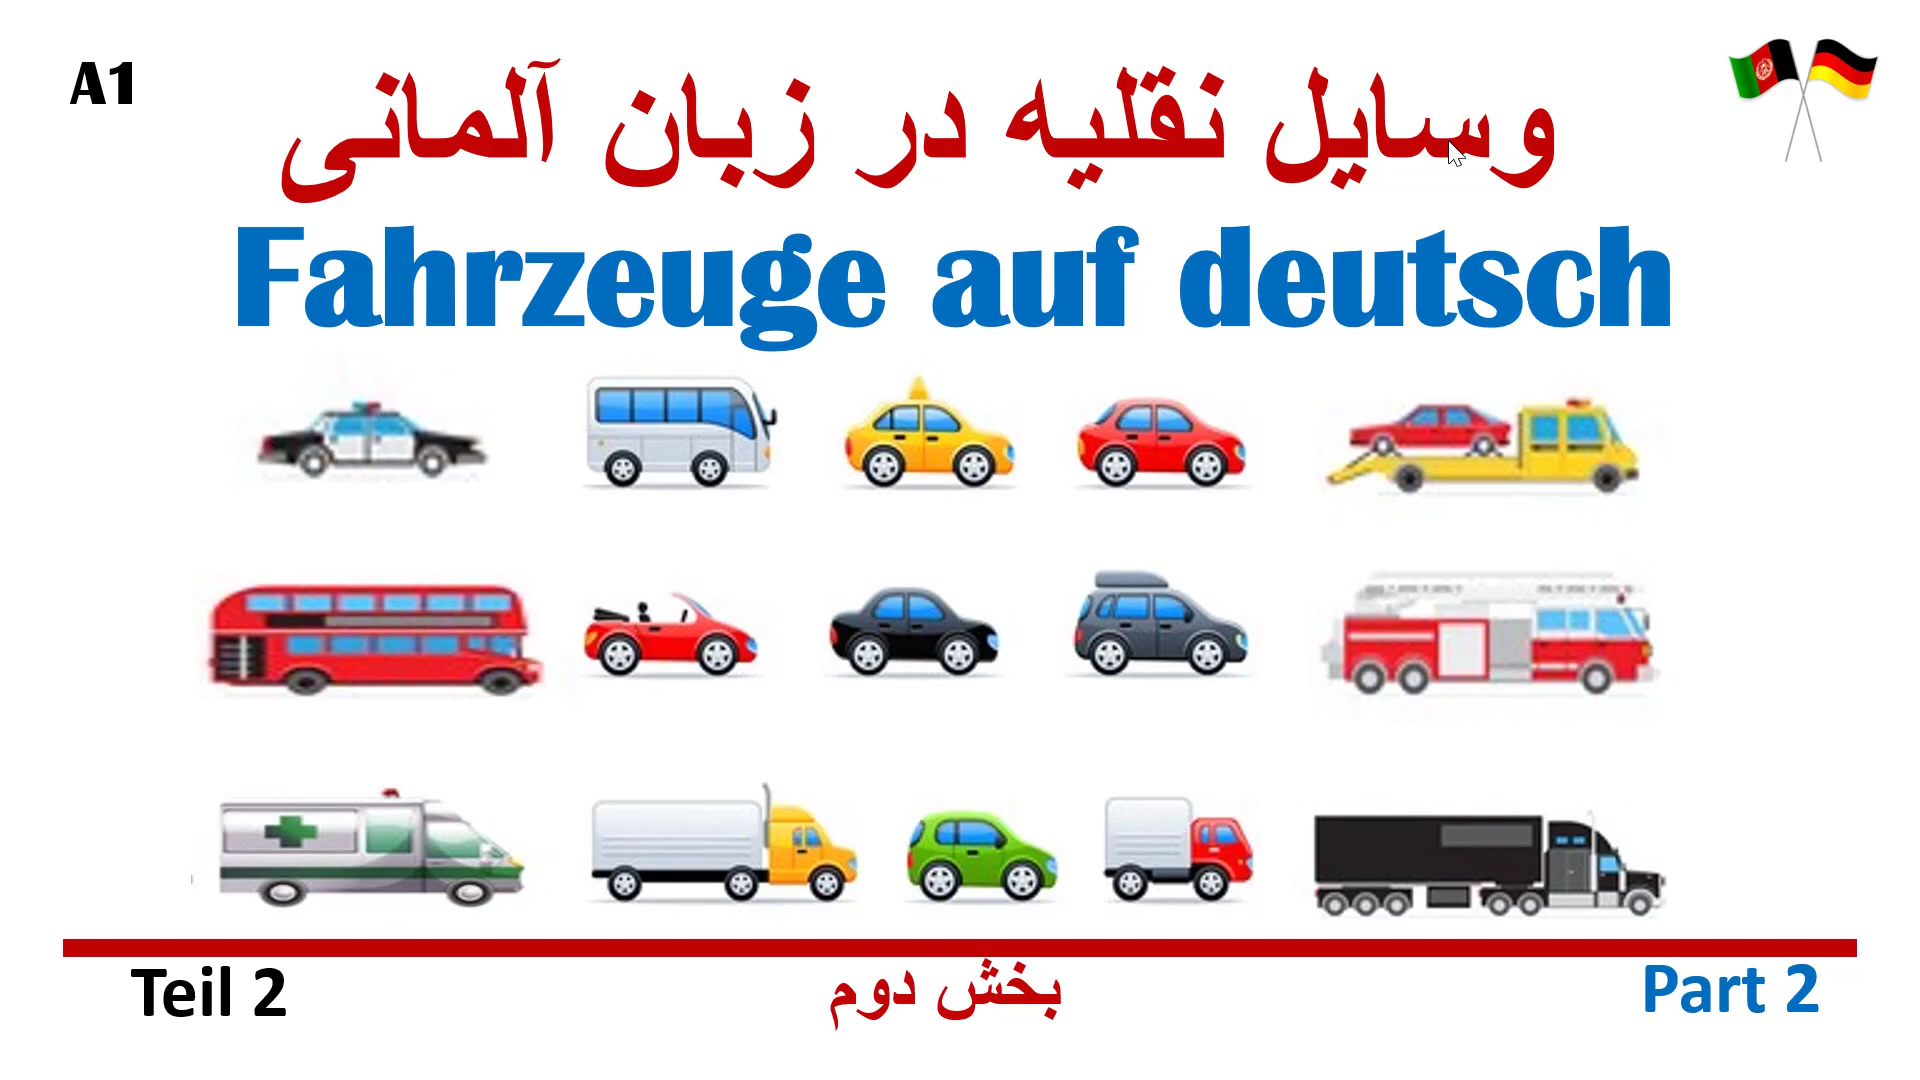 A1
وسایل نقلیه در زبان آلمانی
Fahrzeuge auf deutsch
Teil 2
بخش دوم
Part 2